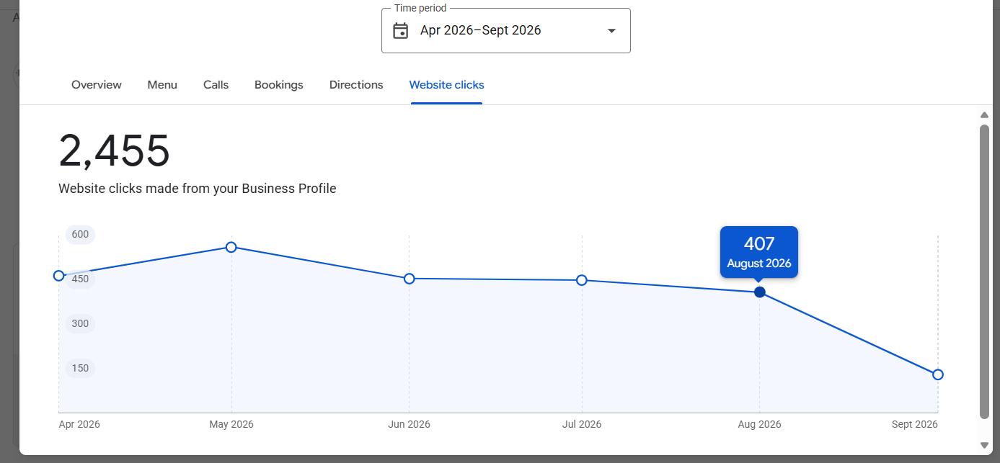 Time period
Apr 2026–Sept 2026
Overview Menu Calls Bookings Directions Website clicks
2,455
Website clicks made from your Business Profile
600
450
300
150
407
August 2026
Apr 2026 May 2026 Jun 2026 Jul 2026 Aug 2026 Sept 2026